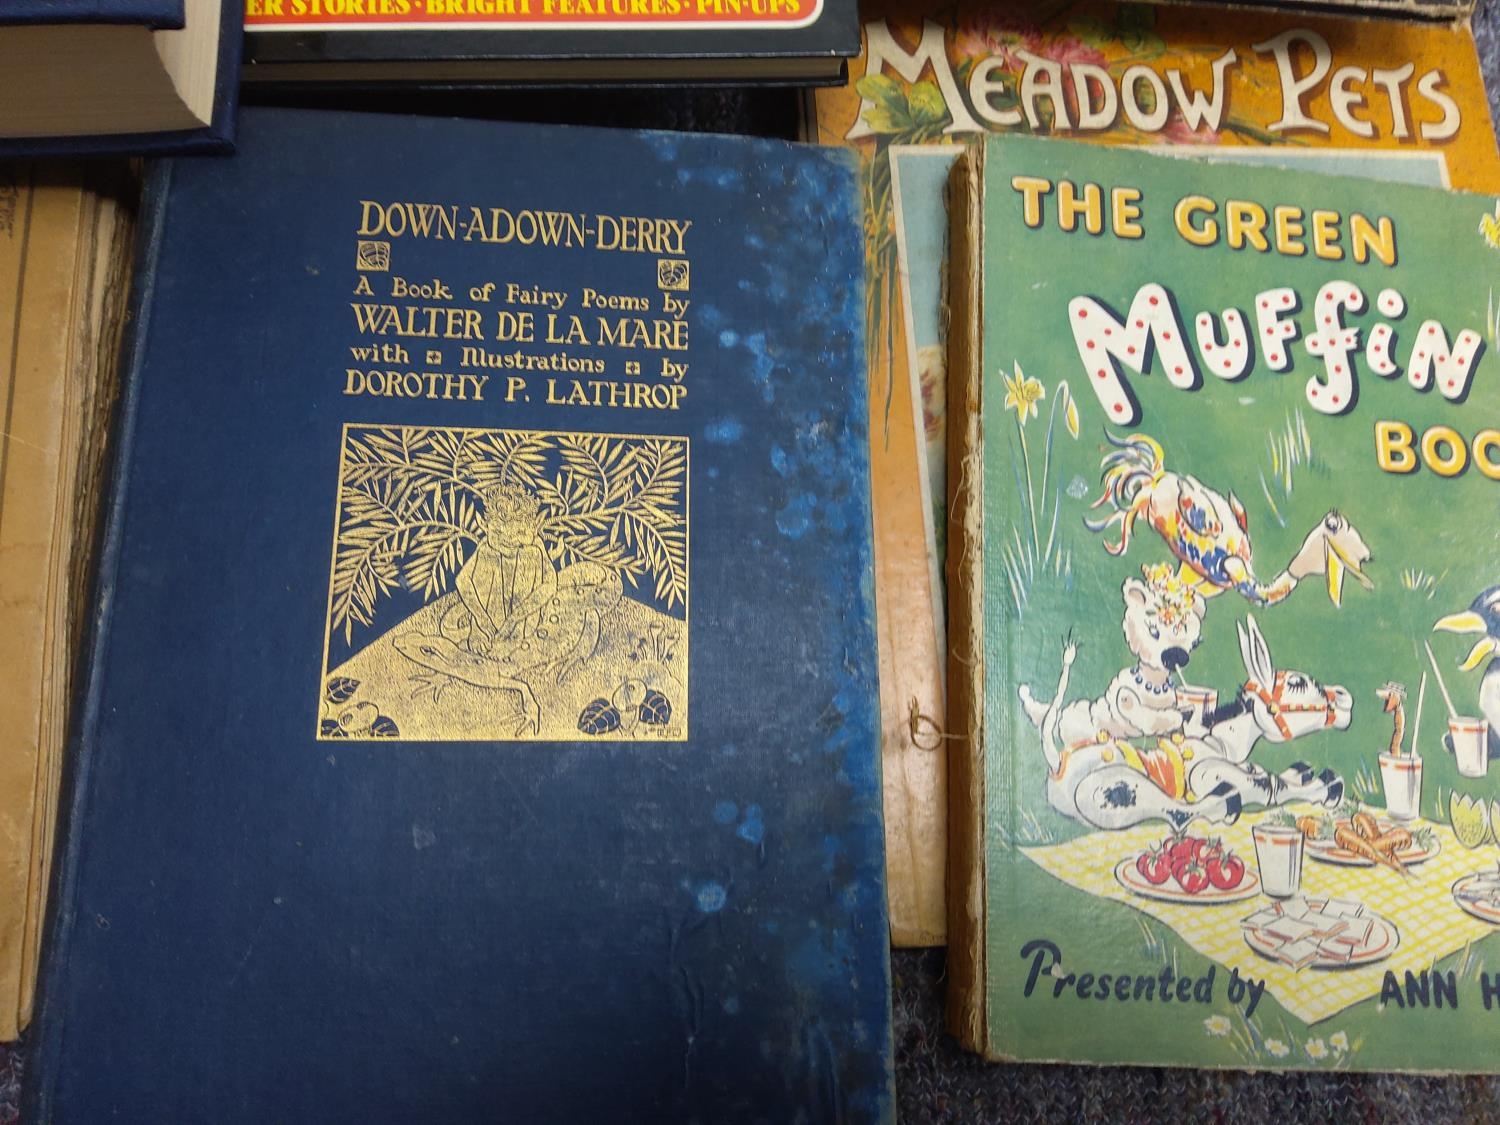 ER STORIES · BRIGHT FEATURES · PIN-UPS
MEADOW PETS
DOWN-ADOWN-DERRY
A Book of Fairy Poems by
WALTER DE LA MARE
with Illustrations by
DOROTHY P. LATHROP
THE GREEN
MUFFiN
BOO
Presented by ANN H